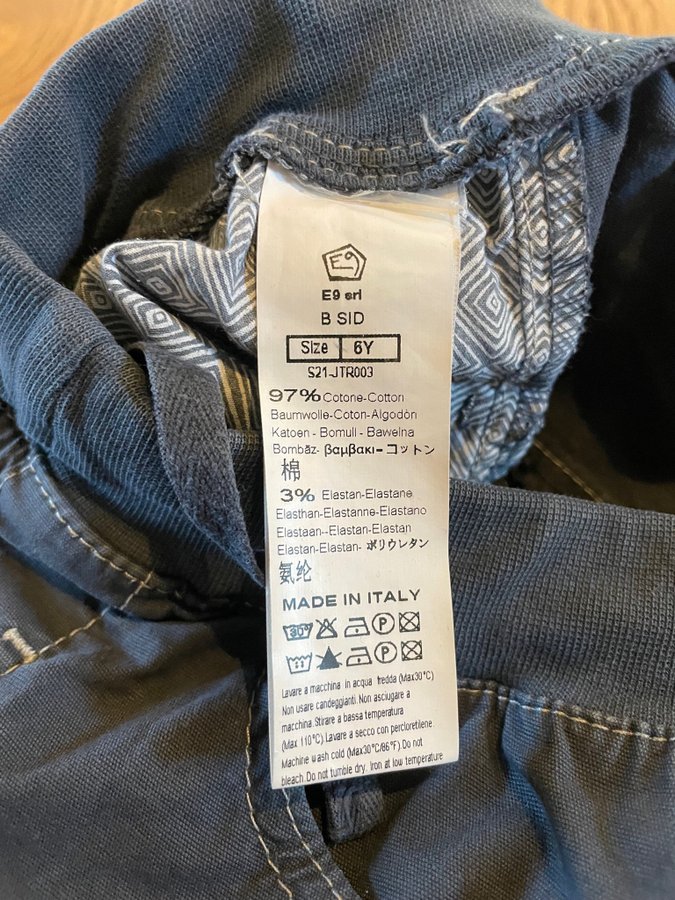 E9
E9 srl
B SID
Size 6Y
S21-JTR003
97% Cotone-Cotton
Baumwolle-Coton-Algodòn
Katoen - Bomull - Bawelna
Bombăz- βαμβακι- コットン
棉
3% Elastan-Elastane
Elasthan-Elasthanne-Elastano
Elastaan--Elastan-Elastan
Elastan-Elastan- ポリウレタン
氨纶
MADE IN ITALY
30° P
P
Lavare a macchina in acqua fredda (Max30°C)
Non usare candeggianti. Non asciugare a
macchina.Stirare a bassa temperatura
(Max 110°C).Lavare a secco con percloretilene.
Machine wash cold (Max30°C/86°F) Do not
bleach.Do not tumble dry. Iron at low temperature